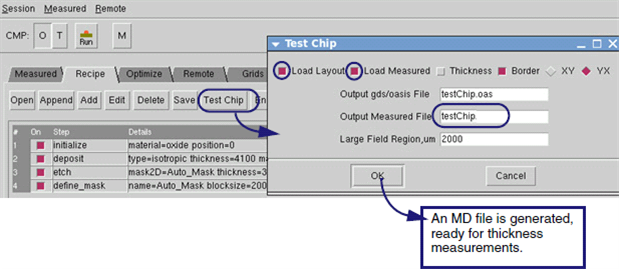 Session Measured Remote
CMP: O T Run M
Measured Recipe Optimize Remote Grids
Open Append Add Edit Delete Save Test Chip
# On Step Details
1 initialize material=oxide position=0
2 deposit type=isotropic thickness=4100
3 etch mask2D=Auto_Mask thickness=3
4 define_mask name=Auto_Mask blocksize=200
Test Chip
Load Layout Load Measured Thickness Border XY YX
Output gds/oasis File testChip.oas
Output Measured File testChip
Large Field Region,um 2000
OK Cancel
An MD file is generated,
ready for thickness
measurements.